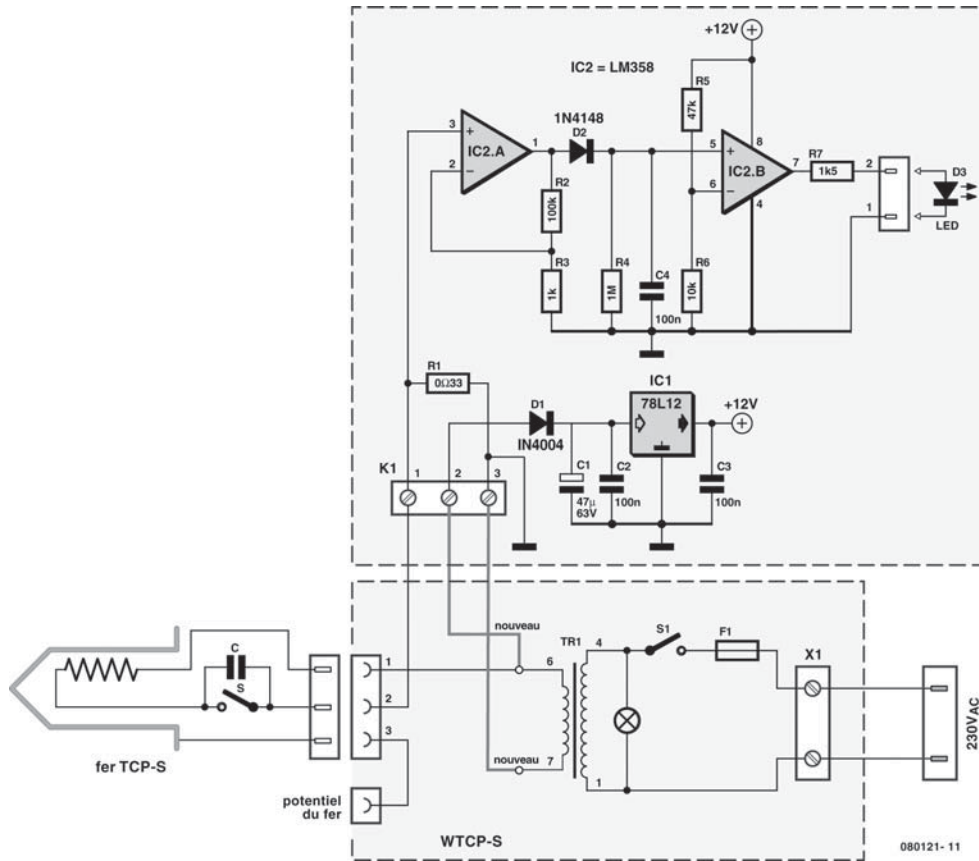 +12V
IC2 = LM358
R5
47k
1N4148
D2
3
+
IC2.A
1
2
−
R2
100k
R3
1k
R4
1M
C4
100n
5
+
IC2.B
6
−
8
7
4
R6
10k
R7
1k5
2
1
D3
LED
R1
0Ω33
D1
IN4004
IC1
78L12
+12V
C1
47µ
63V
C2
100n
C3
100n
K1
1
2
3
nouveau
TR1
6
4
S1
F1
X1
nouveau
7
1
230VAC
C
S
1
2
3
fer TCP-S
potentiel
du fer
WTCP-S
080121- 11